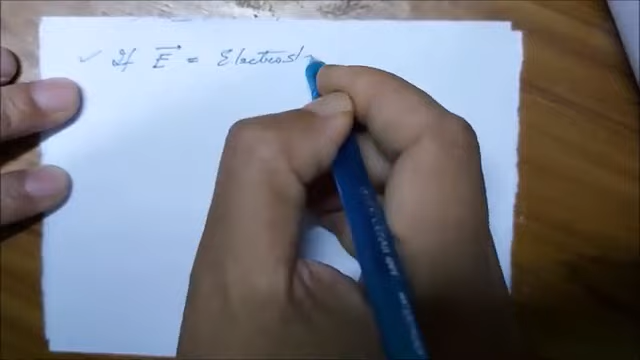 ✓ If E⃗ = Electrost